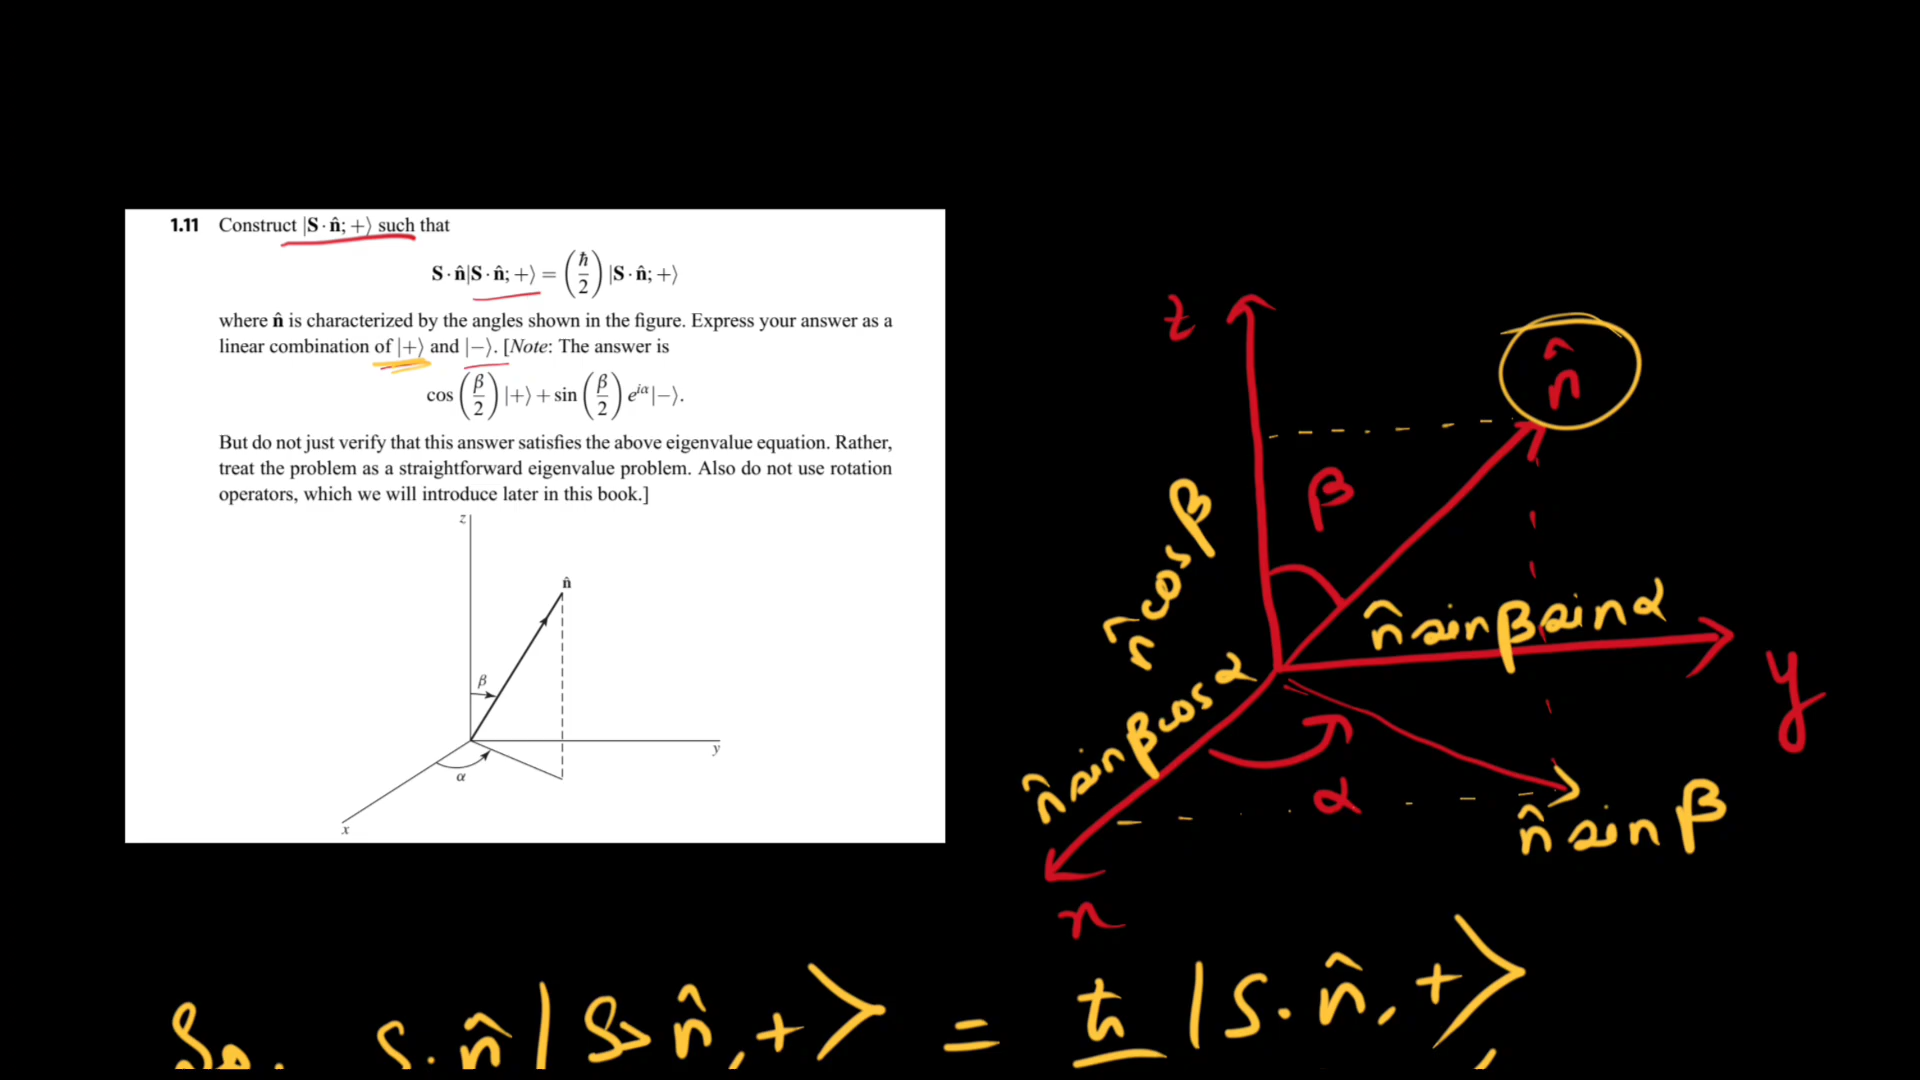 1.11 Construct |S · n̂; +⟩ such that
S · n̂|S · n̂; +⟩ = (ħ/2) |S · n̂; +⟩
where n̂ is characterized by the angles shown in the figure. Express your answer as a
linear combination of |+⟩ and |−⟩. [Note: The answer is
cos (β/2) |+⟩ + sin (β/2) e^{iα}|−⟩.
But do not just verify that this answer satisfies the above eigenvalue equation. Rather,
treat the problem as a straightforward eigenvalue problem. Also do not use rotation
operators, which we will introduce later in this book.]
z
n̂
β
y
α
x
z
n̂
β
n̂ cos β
n̂ sin β sin α
y
n̂ sin β cos α
α
n̂ sin β
x
So, S. n̂ | S. n̂, +⟩ = ħ | S. n̂, +⟩